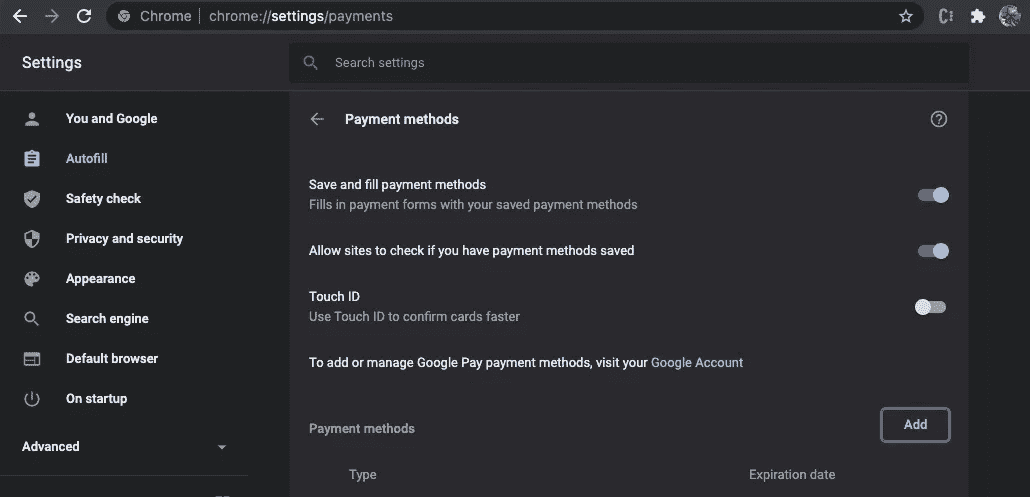 Chrome | chrome://settings/payments
Settings
Search settings
You and Google
Autofill
Safety check
Privacy and security
Appearance
Search engine
Default browser
On startup
Advanced
Payment methods
Save and fill payment methods
Fills in payment forms with your saved payment methods
Allow sites to check if you have payment methods saved
Touch ID
Use Touch ID to confirm cards faster
To add or manage Google Pay payment methods, visit your Google Account
Payment methods
Add
Type
Expiration date